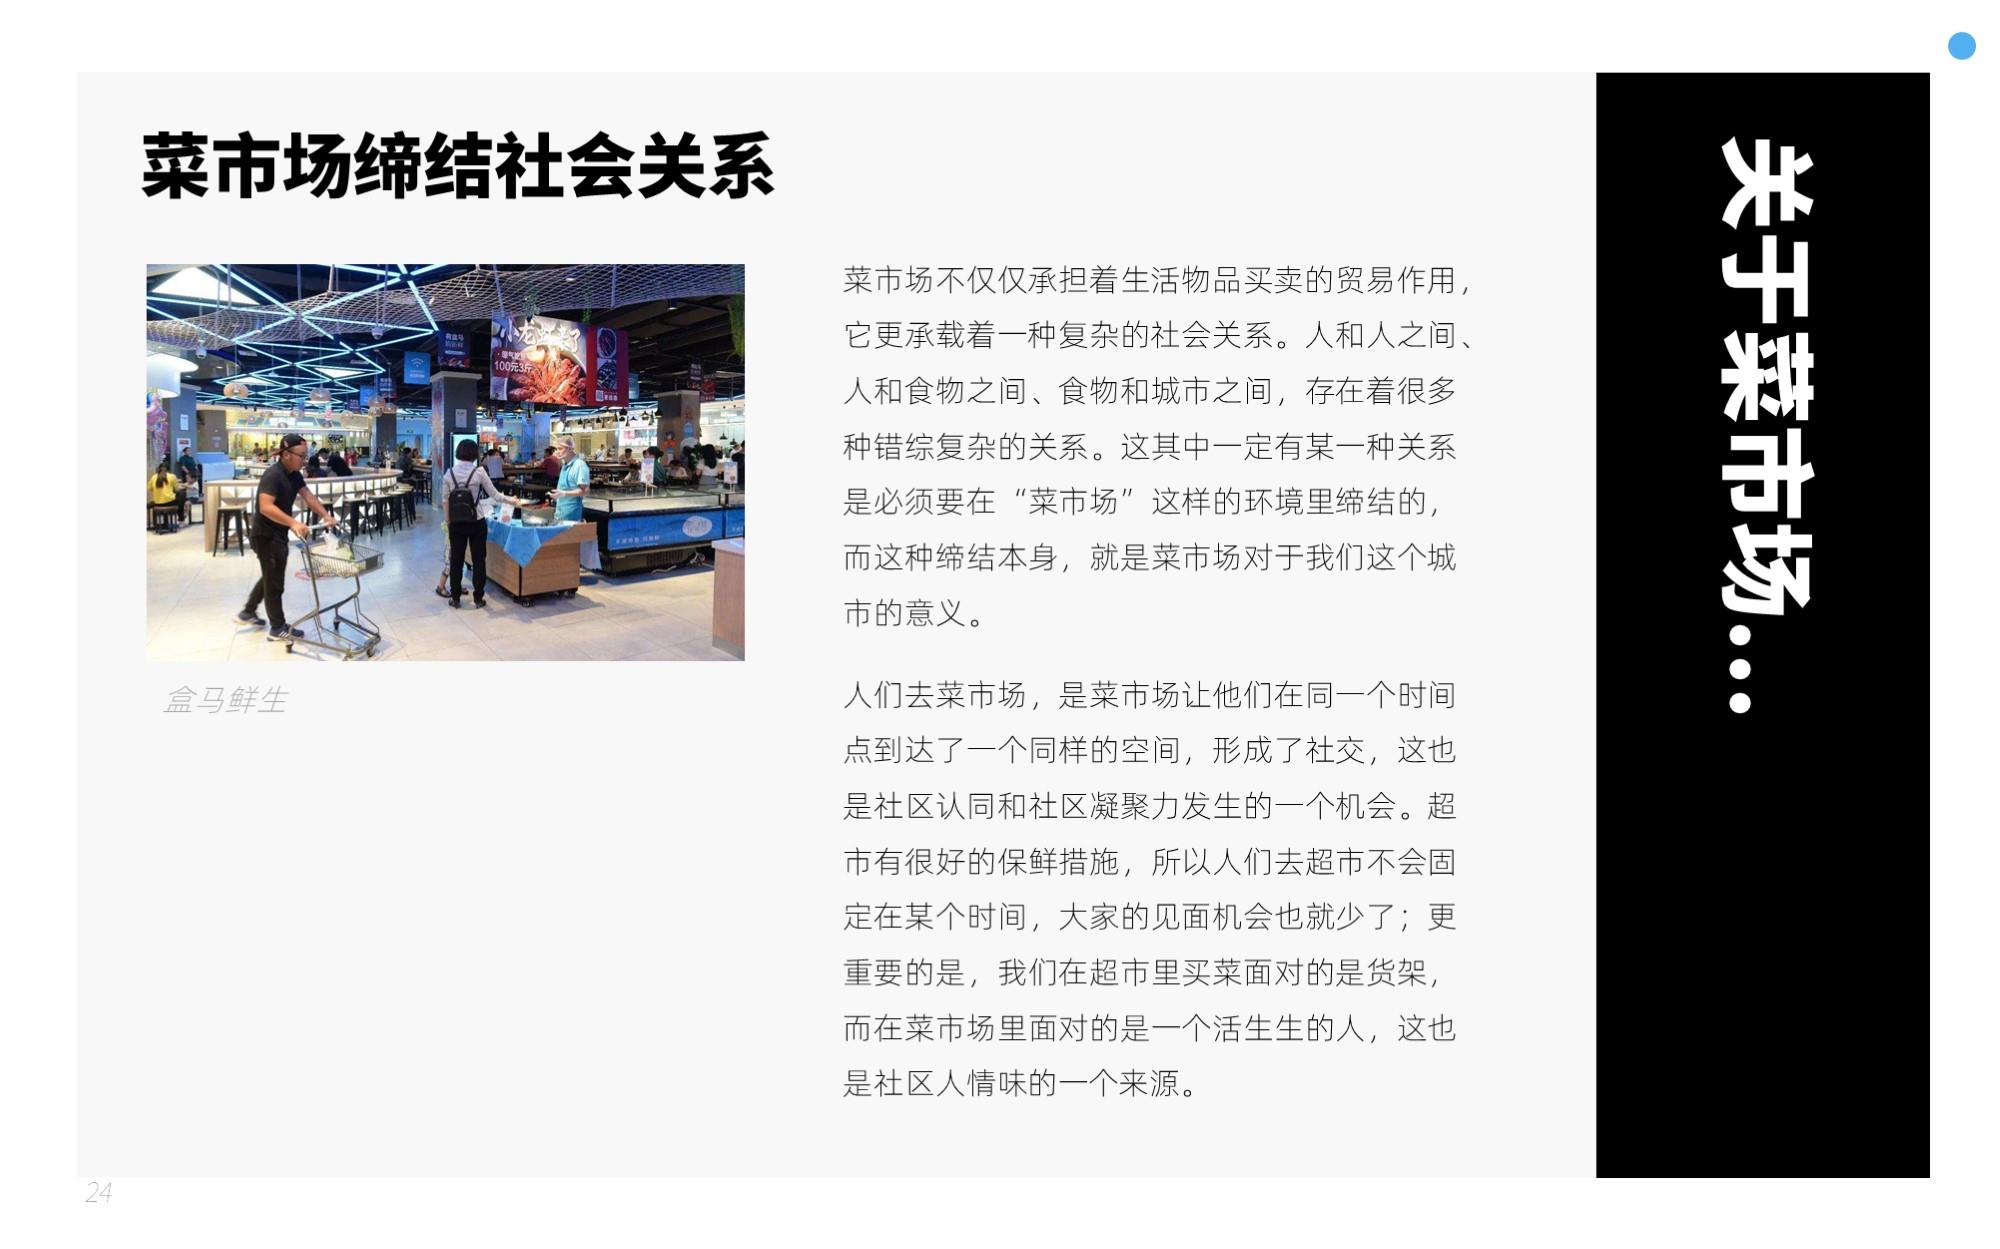 菜市场缔结社会关系
小龙虾来了
100元3斤
盒马鲜生
菜市场不仅仅承担着生活物品买卖的贸易作用，
它更承载着一种复杂的社会关系。人和人之间、
人和食物之间、食物和城市之间，存在着很多
种错综复杂的关系。这其中一定有某一种关系
是必须要在“菜市场”这样的环境里缔结的，
而这种缔结本身，就是菜市场对于我们这个城
市的意义。
人们去菜市场，是菜市场让他们在同一个时间
点到达了一个同样的空间，形成了社交，这也
是社区认同和社区凝聚力发生的一个机会。超
市有很好的保鲜措施，所以人们去超市不会固
定在某个时间，大家的见面机会也就少了；更
重要的是，我们在超市里买菜面对的是货架，
而在菜市场里面对的是一个活生生的人，这也
是社区人情味的一个来源。
关于菜市场...
24